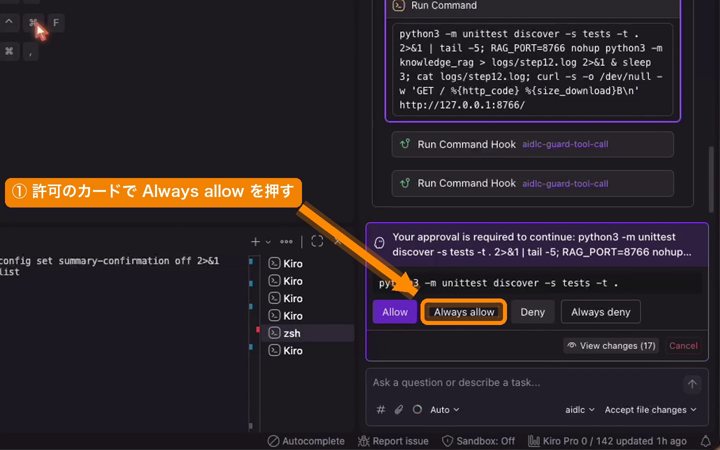 ⌃ ⌘ F
⌘ ,
Run Command
python3 -m unittest discover -s tests -t .
2>&1 | tail -5; RAG_PORT=8766 nohup python3 -m
knowledge_rag > logs/step12.log 2>&1 & sleep
3; cat logs/step12.log; curl -s -o /dev/null -
w 'GET / %{http_code} %{size_download}B\n'
http://127.0.0.1:8766/
Run Command Hook aidlc-guard-tool-call
Run Command Hook aidlc-guard-tool-call
① 許可のカードで Always allow を押す
config set summary-confirmation off 2>&1
list
Kiro
Kiro
Kiro
Kiro
zsh
Kiro
Your approval is required to continue: python3 -m unittest
discover -s tests -t . 2>&1 | tail -5; RAG_PORT=8766 nohup...
python3 -m unittest discover -s tests -t .
Allow Always allow Deny Always deny
View changes (17) Cancel
Ask a question or describe a task...
# Auto aidlc Accept file changes
Autocomplete Report issue Sandbox: Off Kiro Pro 0 / 142 updated 1h ago